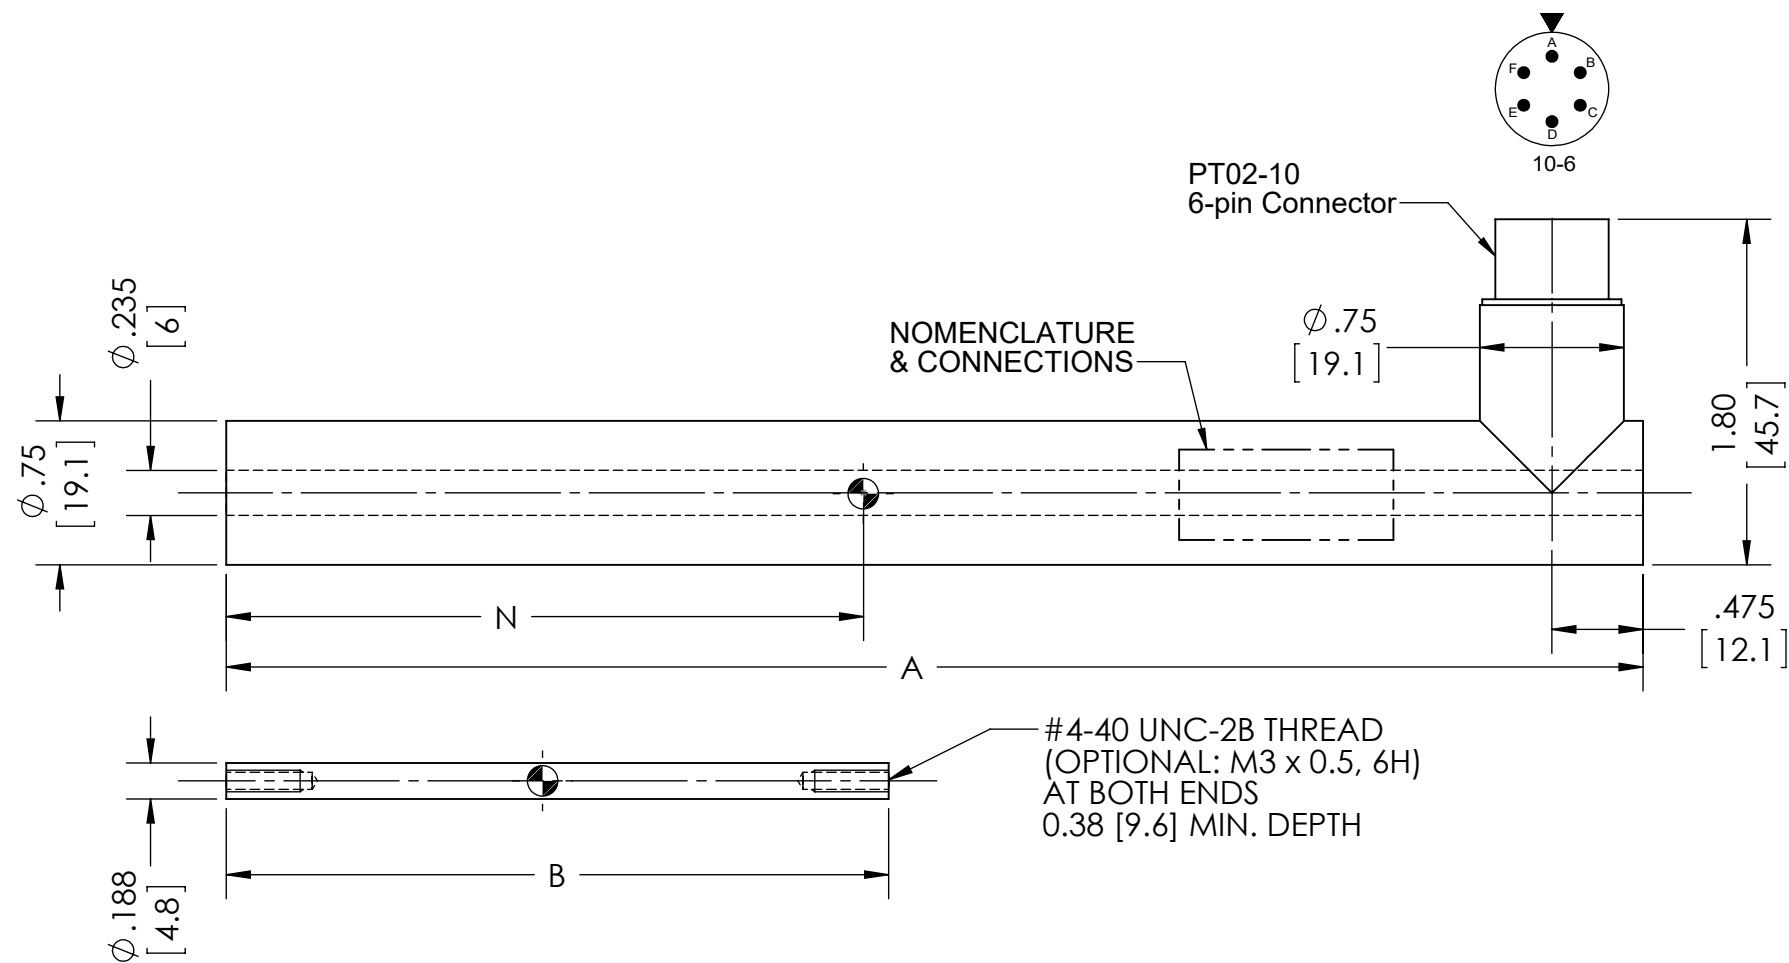 A
F
B
E
C
D
10-6
PT02-10
6-pin Connector
NOMENCLATURE
& CONNECTIONS
∅.75
[19.1]
∅.235
[6]
∅.75
[19.1]
1.80
[45.7]
N
.475
[12.1]
A
#4-40 UNC-2B THREAD
(OPTIONAL: M3 x 0.5, 6H)
AT BOTH ENDS
0.38 [9.6] MIN. DEPTH
B
∅.188
[4.8]